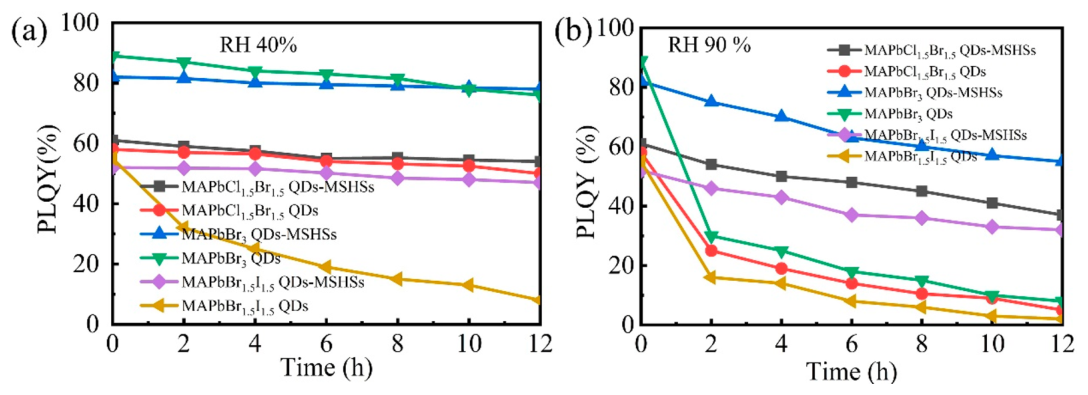 (a)
RH 40%
PLQY(%)
100
80
60
40
20
0
MAPbCl1.5Br1.5 QDs-MSHSs
MAPbCl1.5Br1.5 QDs
MAPbBr3 QDs-MSHSs
MAPbBr3 QDs
MAPbBr1.5I1.5 QDs-MSHSs
MAPbBr1.5I1.5 QDs
0 2 4 6 8 10 12
Time (h)
(b)
RH 90 %
PLQY (%)
100
80
60
40
20
0
MAPbCl1.5Br1.5 QDs-MSHSs
MAPbCl1.5Br1.5 QDs
MAPbBr3 QDs-MSHSs
MAPbBr3 QDs
MAPbBr1.5I1.5 QDs-MSHSs
MAPbBr1.5I1.5 QDs
0 2 4 6 8 10 12
Time (h)